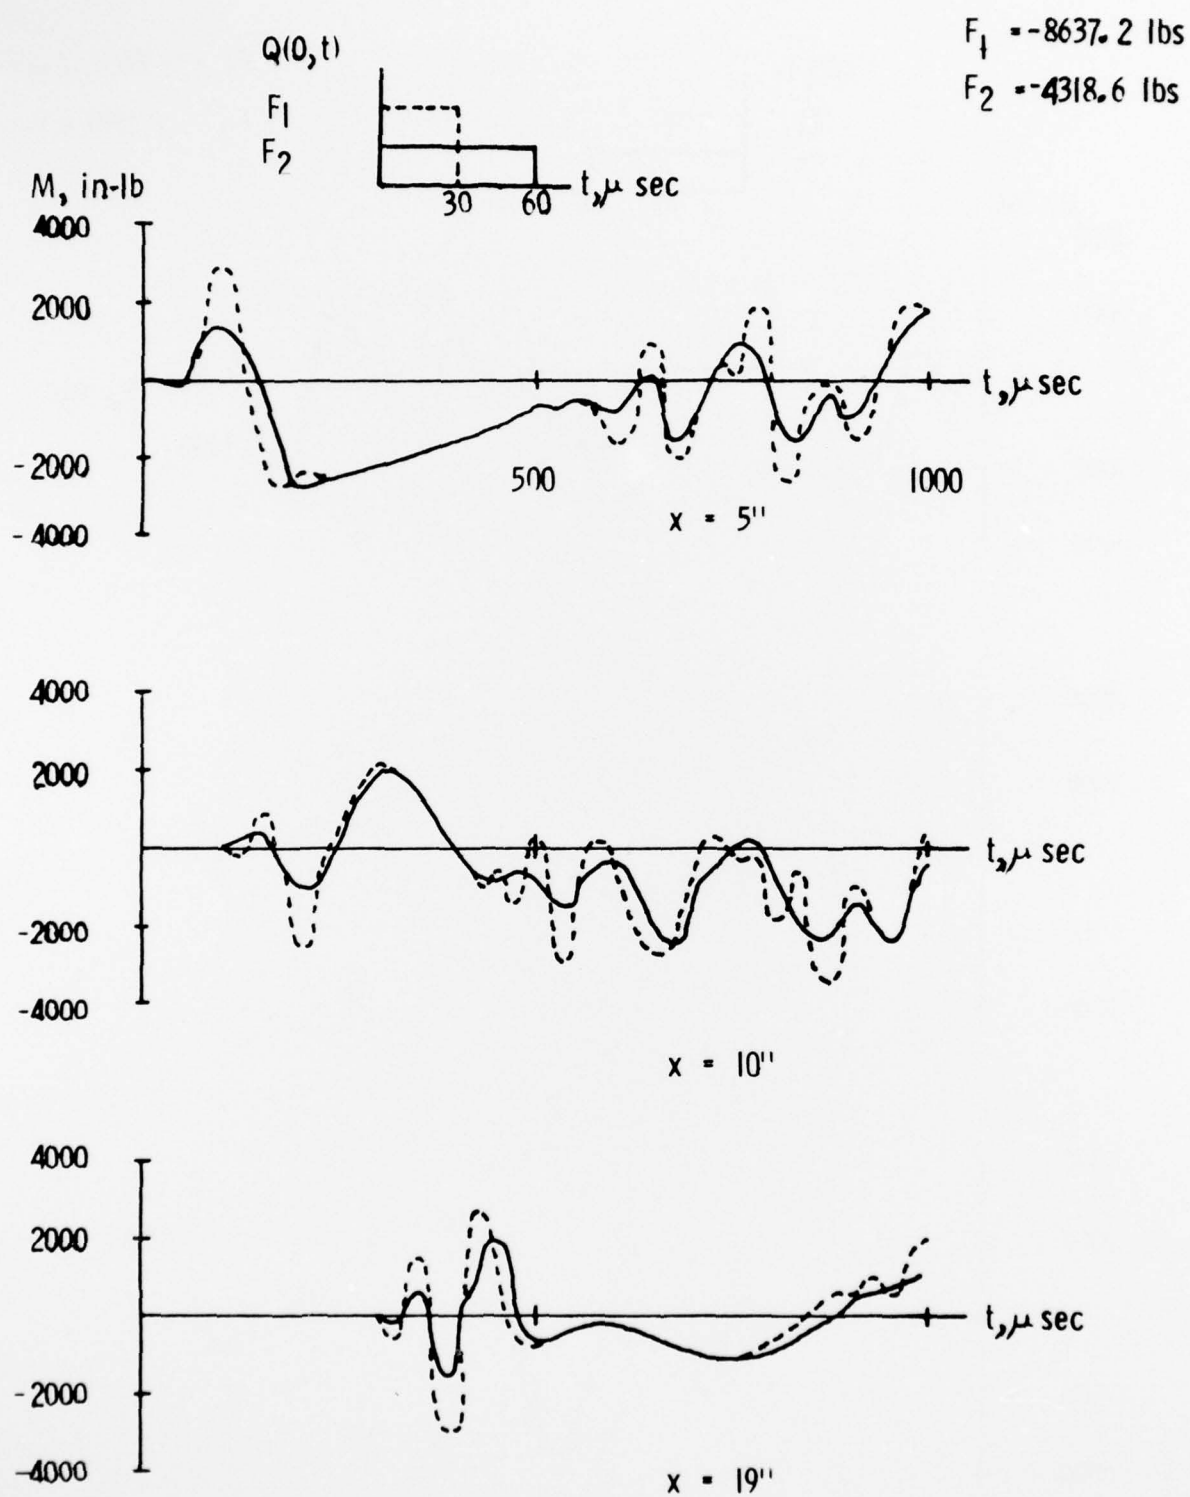 F1 = -8637.2 lbs
F2 = -4318.6 lbs
Q(0,t)
F1
F2
30 60 t, μ sec
M, in-lb
4000
2000
t, μ sec
-2000
500 1000
x = 5"
-4000
4000
2000
t, μ sec
-2000
-4000
x = 10"
4000
2000
t, μ sec
-2000
-4000
x = 19"